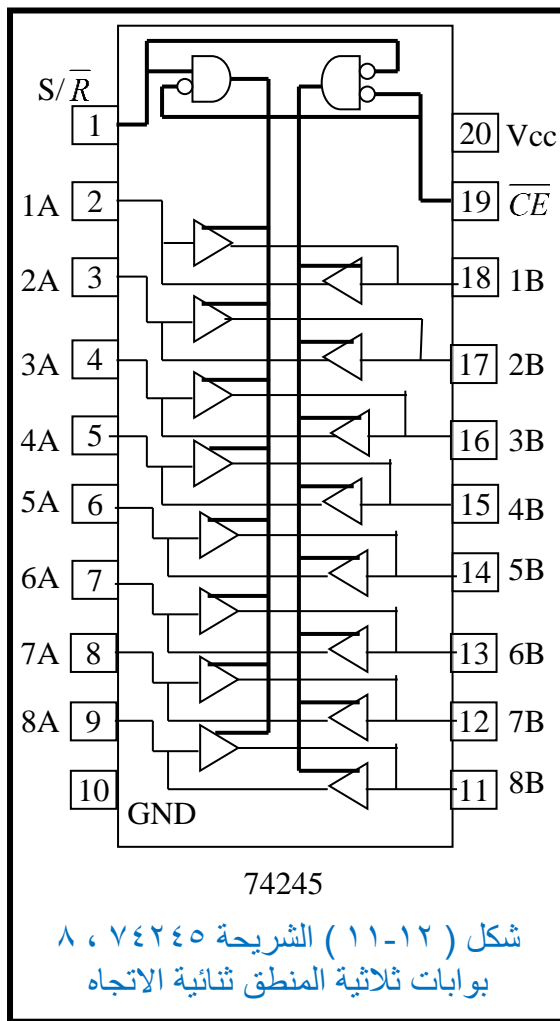 S/R̅
1 20 Vcc
1A 2 19 C̅E̅
2A 3 18 1B
3A 4 17 2B
4A 5 16 3B
5A 6 15 4B
6A 7 14 5B
7A 8 13 6B
8A 9 12 7B
10 GND 11 8B
74245
شكل ( ١٢-١١ ) الشريحة ٧٤٢٤٥ ، ٨
بوابات ثلاثية المنطق ثنائية الاتجاه